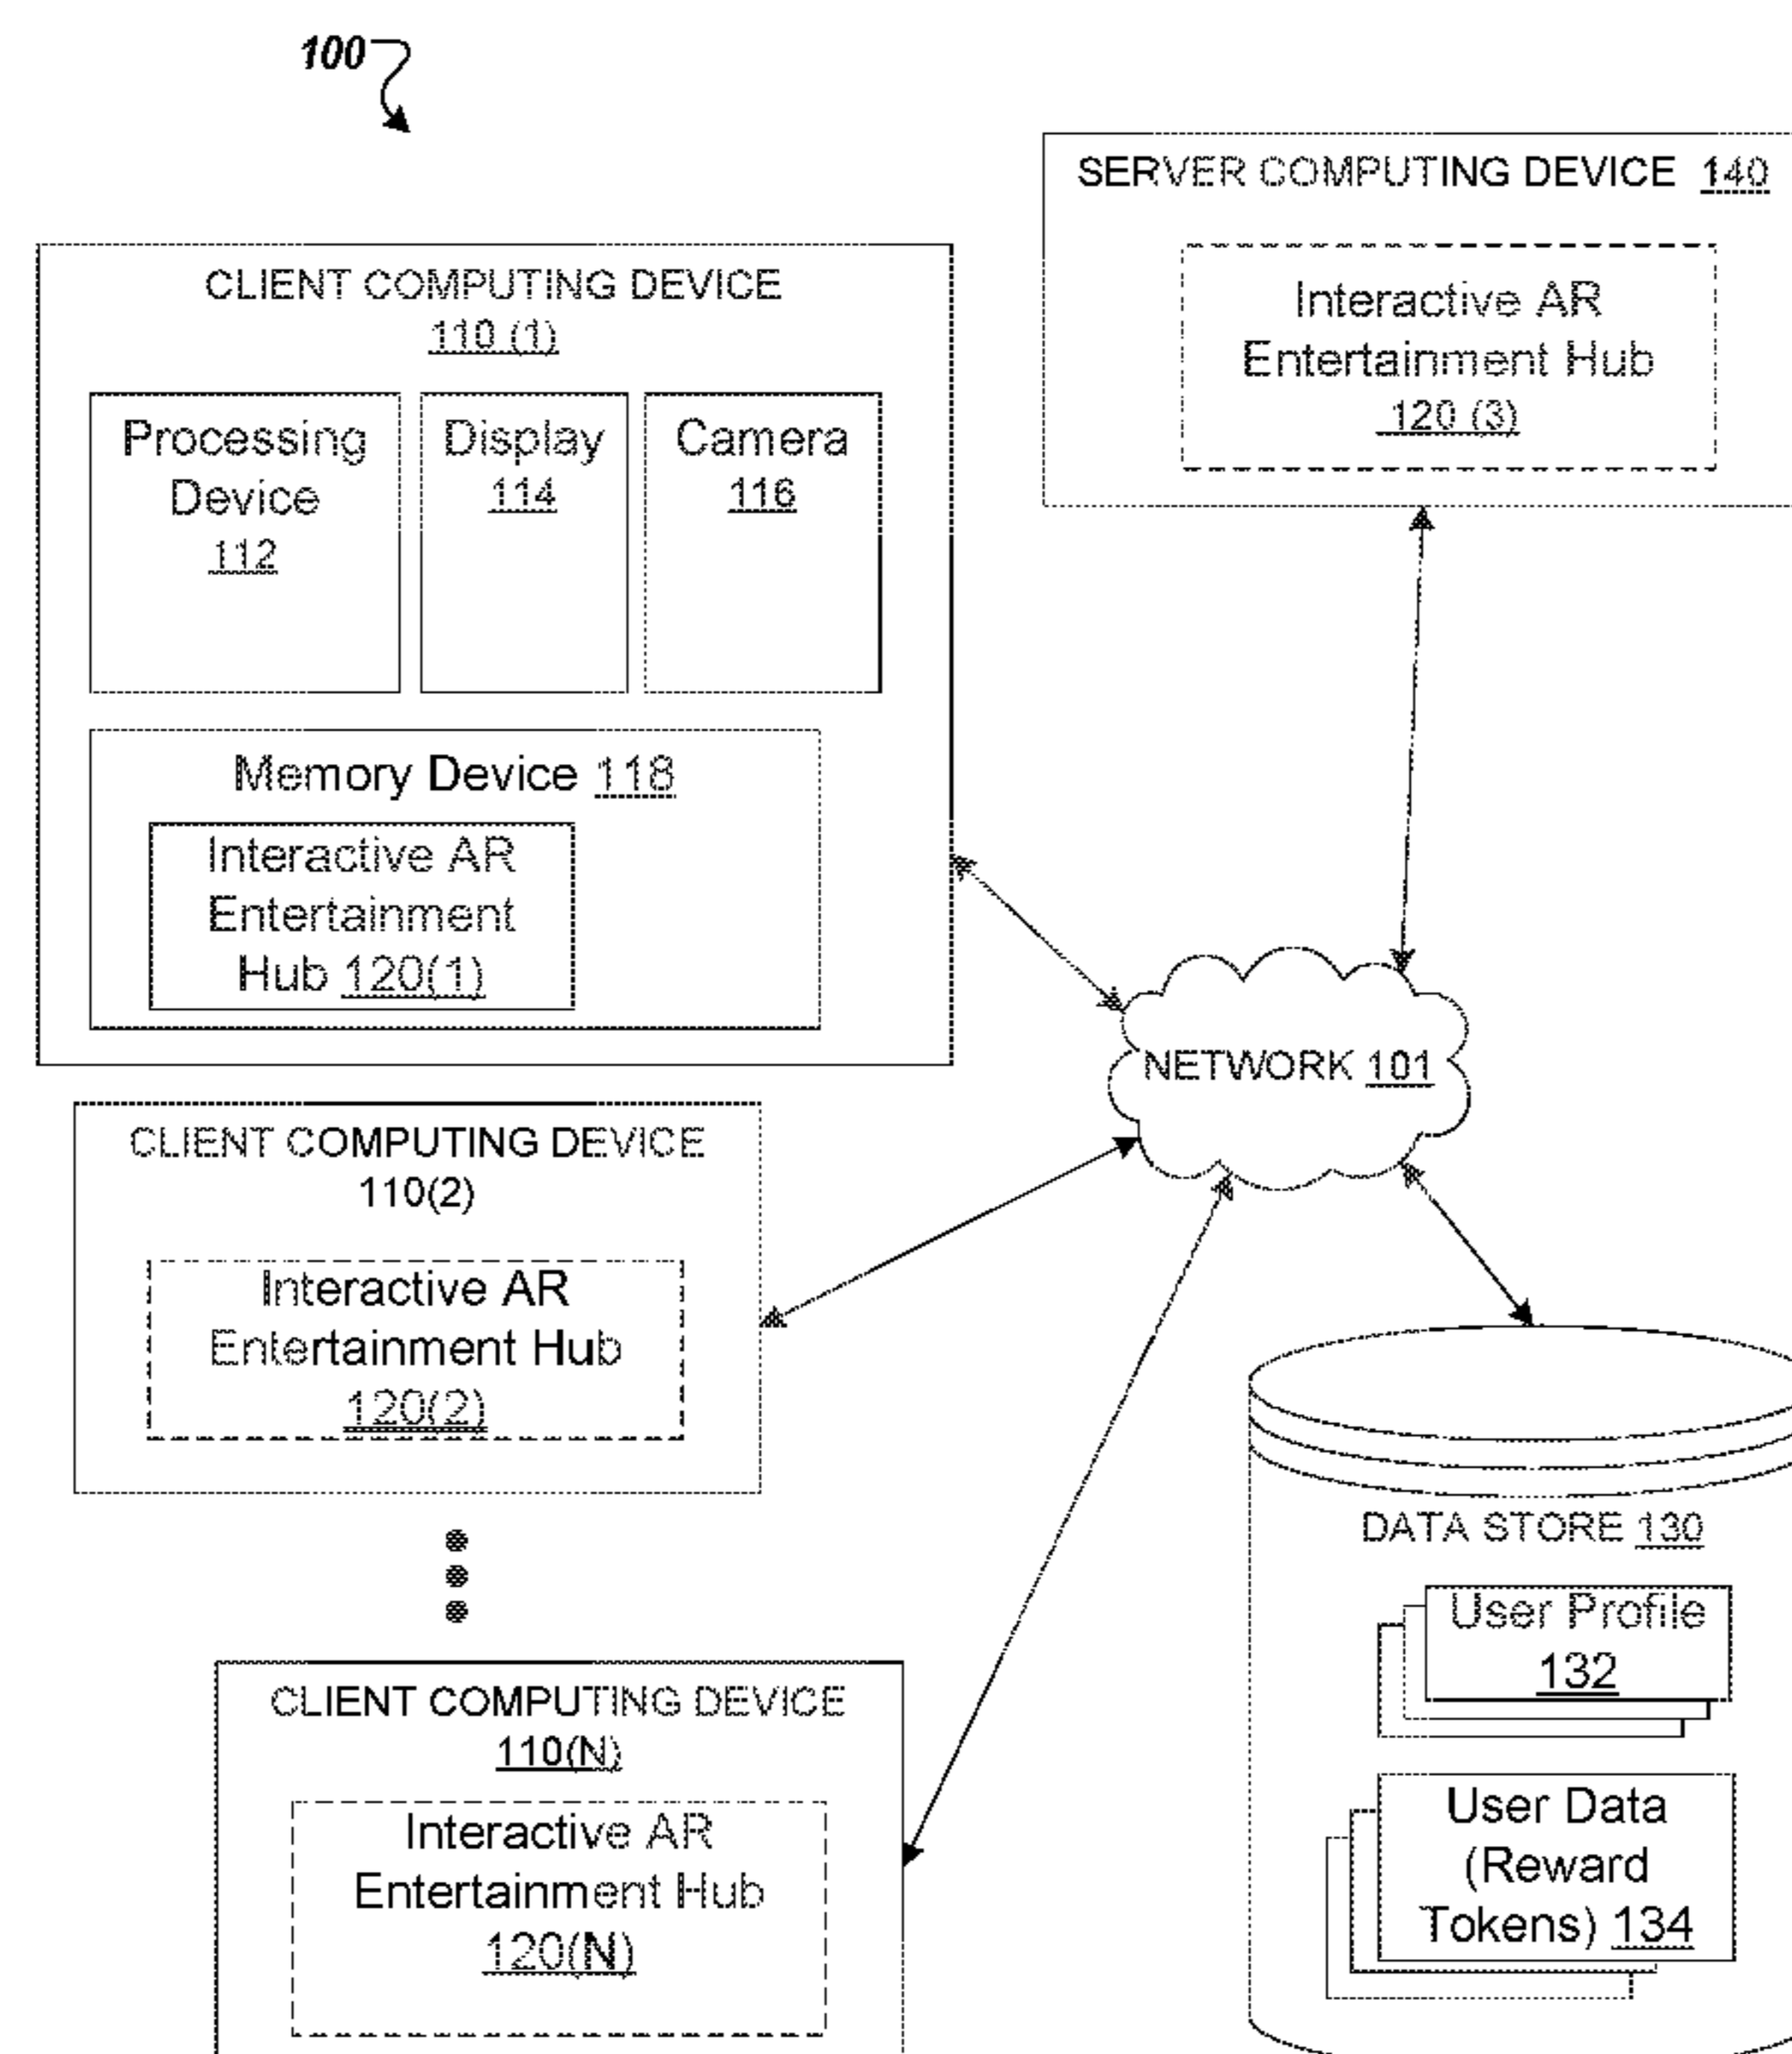 100
SERVER COMPUTING DEVICE 140
Interactive AR
Entertainment Hub
120 (3)
CLIENT COMPUTING DEVICE
110 (1)
Processing
Device
112
Display
114
Camera
116
Memory Device 118
Interactive AR
Entertainment
Hub 120(1)
NETWORK 101
CLIENT COMPUTING DEVICE
110(2)
Interactive AR
Entertainment Hub
120(2)
DATA STORE 130
User Profile
132
User Data
(Reward
Tokens) 134
CLIENT COMPUTING DEVICE
110(N)
Interactive AR
Entertainment Hub
120(N)